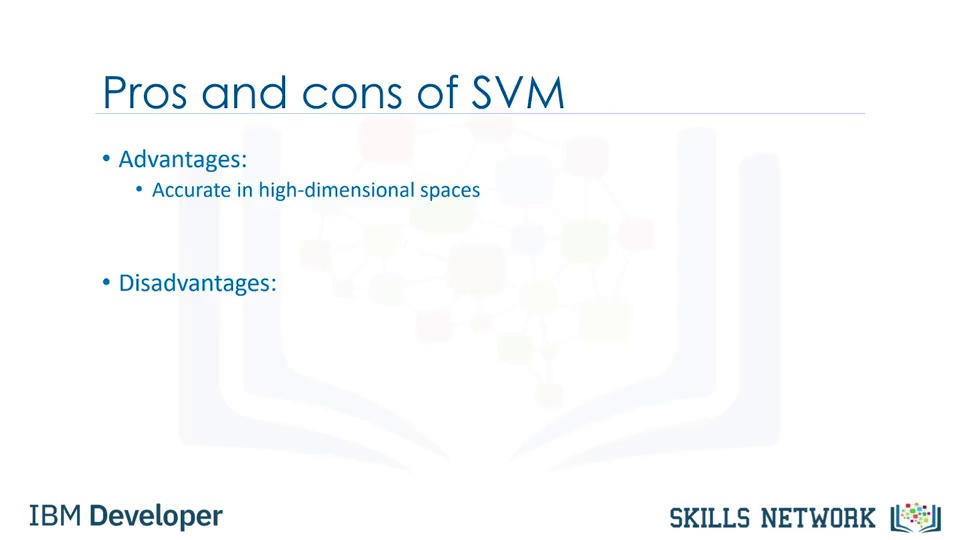 Pros and cons of SVM
• Advantages:
• Accurate in high-dimensional spaces
• Disadvantages:
IBM Developer
SKILLS NETWORK